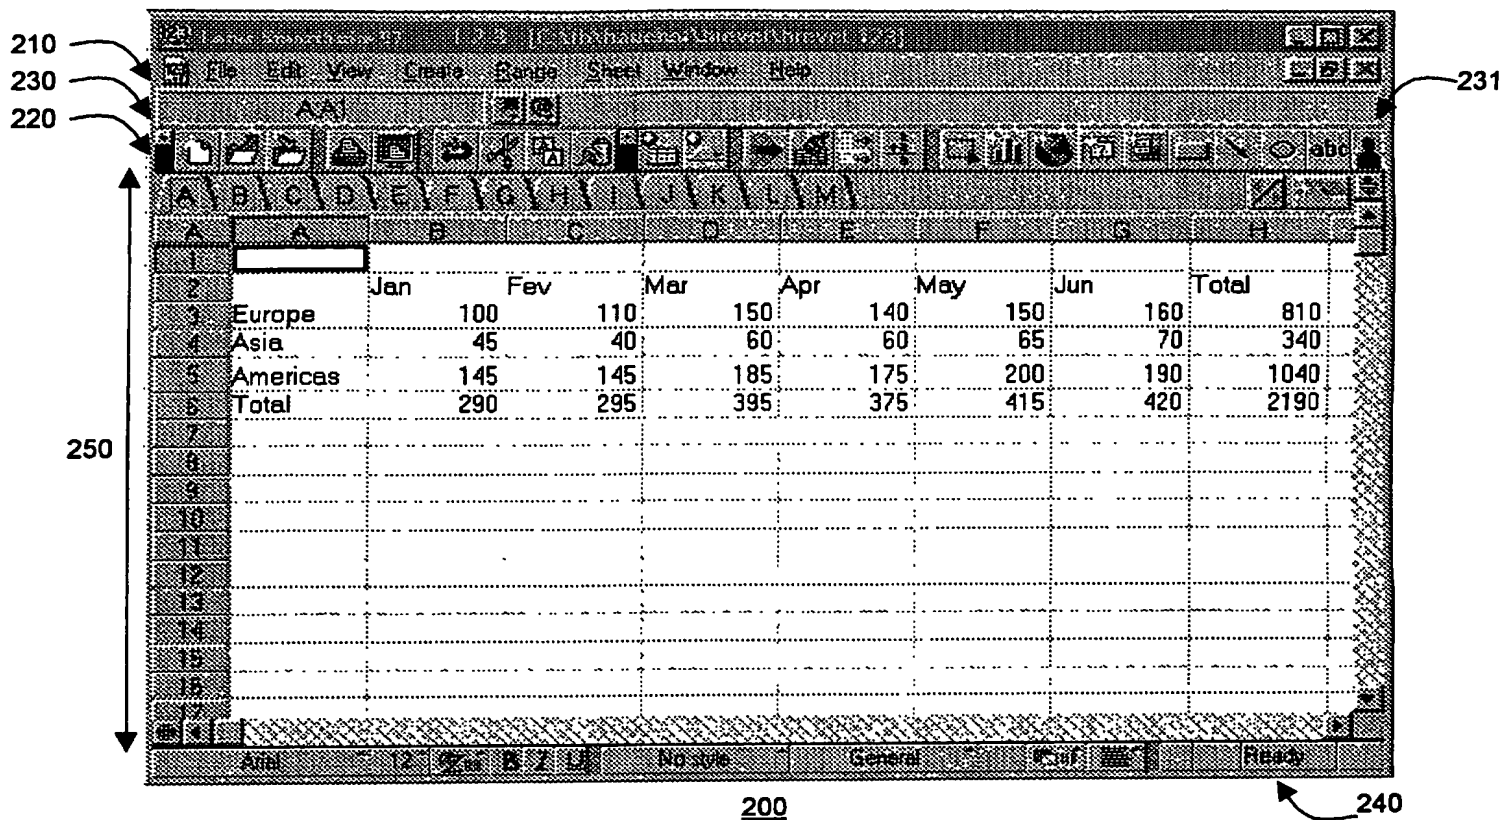 210
230
220
231
250
123
File Edit View Create Range Sheet Window Help
A:A1
abc
A B C D E F G H I J K L M
A A B C D E F G H
1
2 Jan Fev Mar Apr May Jun Total
3 Europe 100 110 150 140 150 160 810
4 Asia 45 40 60 60 65 70 340
5 Americas 145 145 185 175 200 190 1040
6 Total 290 295 395 375 415 420 2190
7
8
9
10
11
12
13
14
15
16
17
Arial 12 B I U No style General Ready
200
240